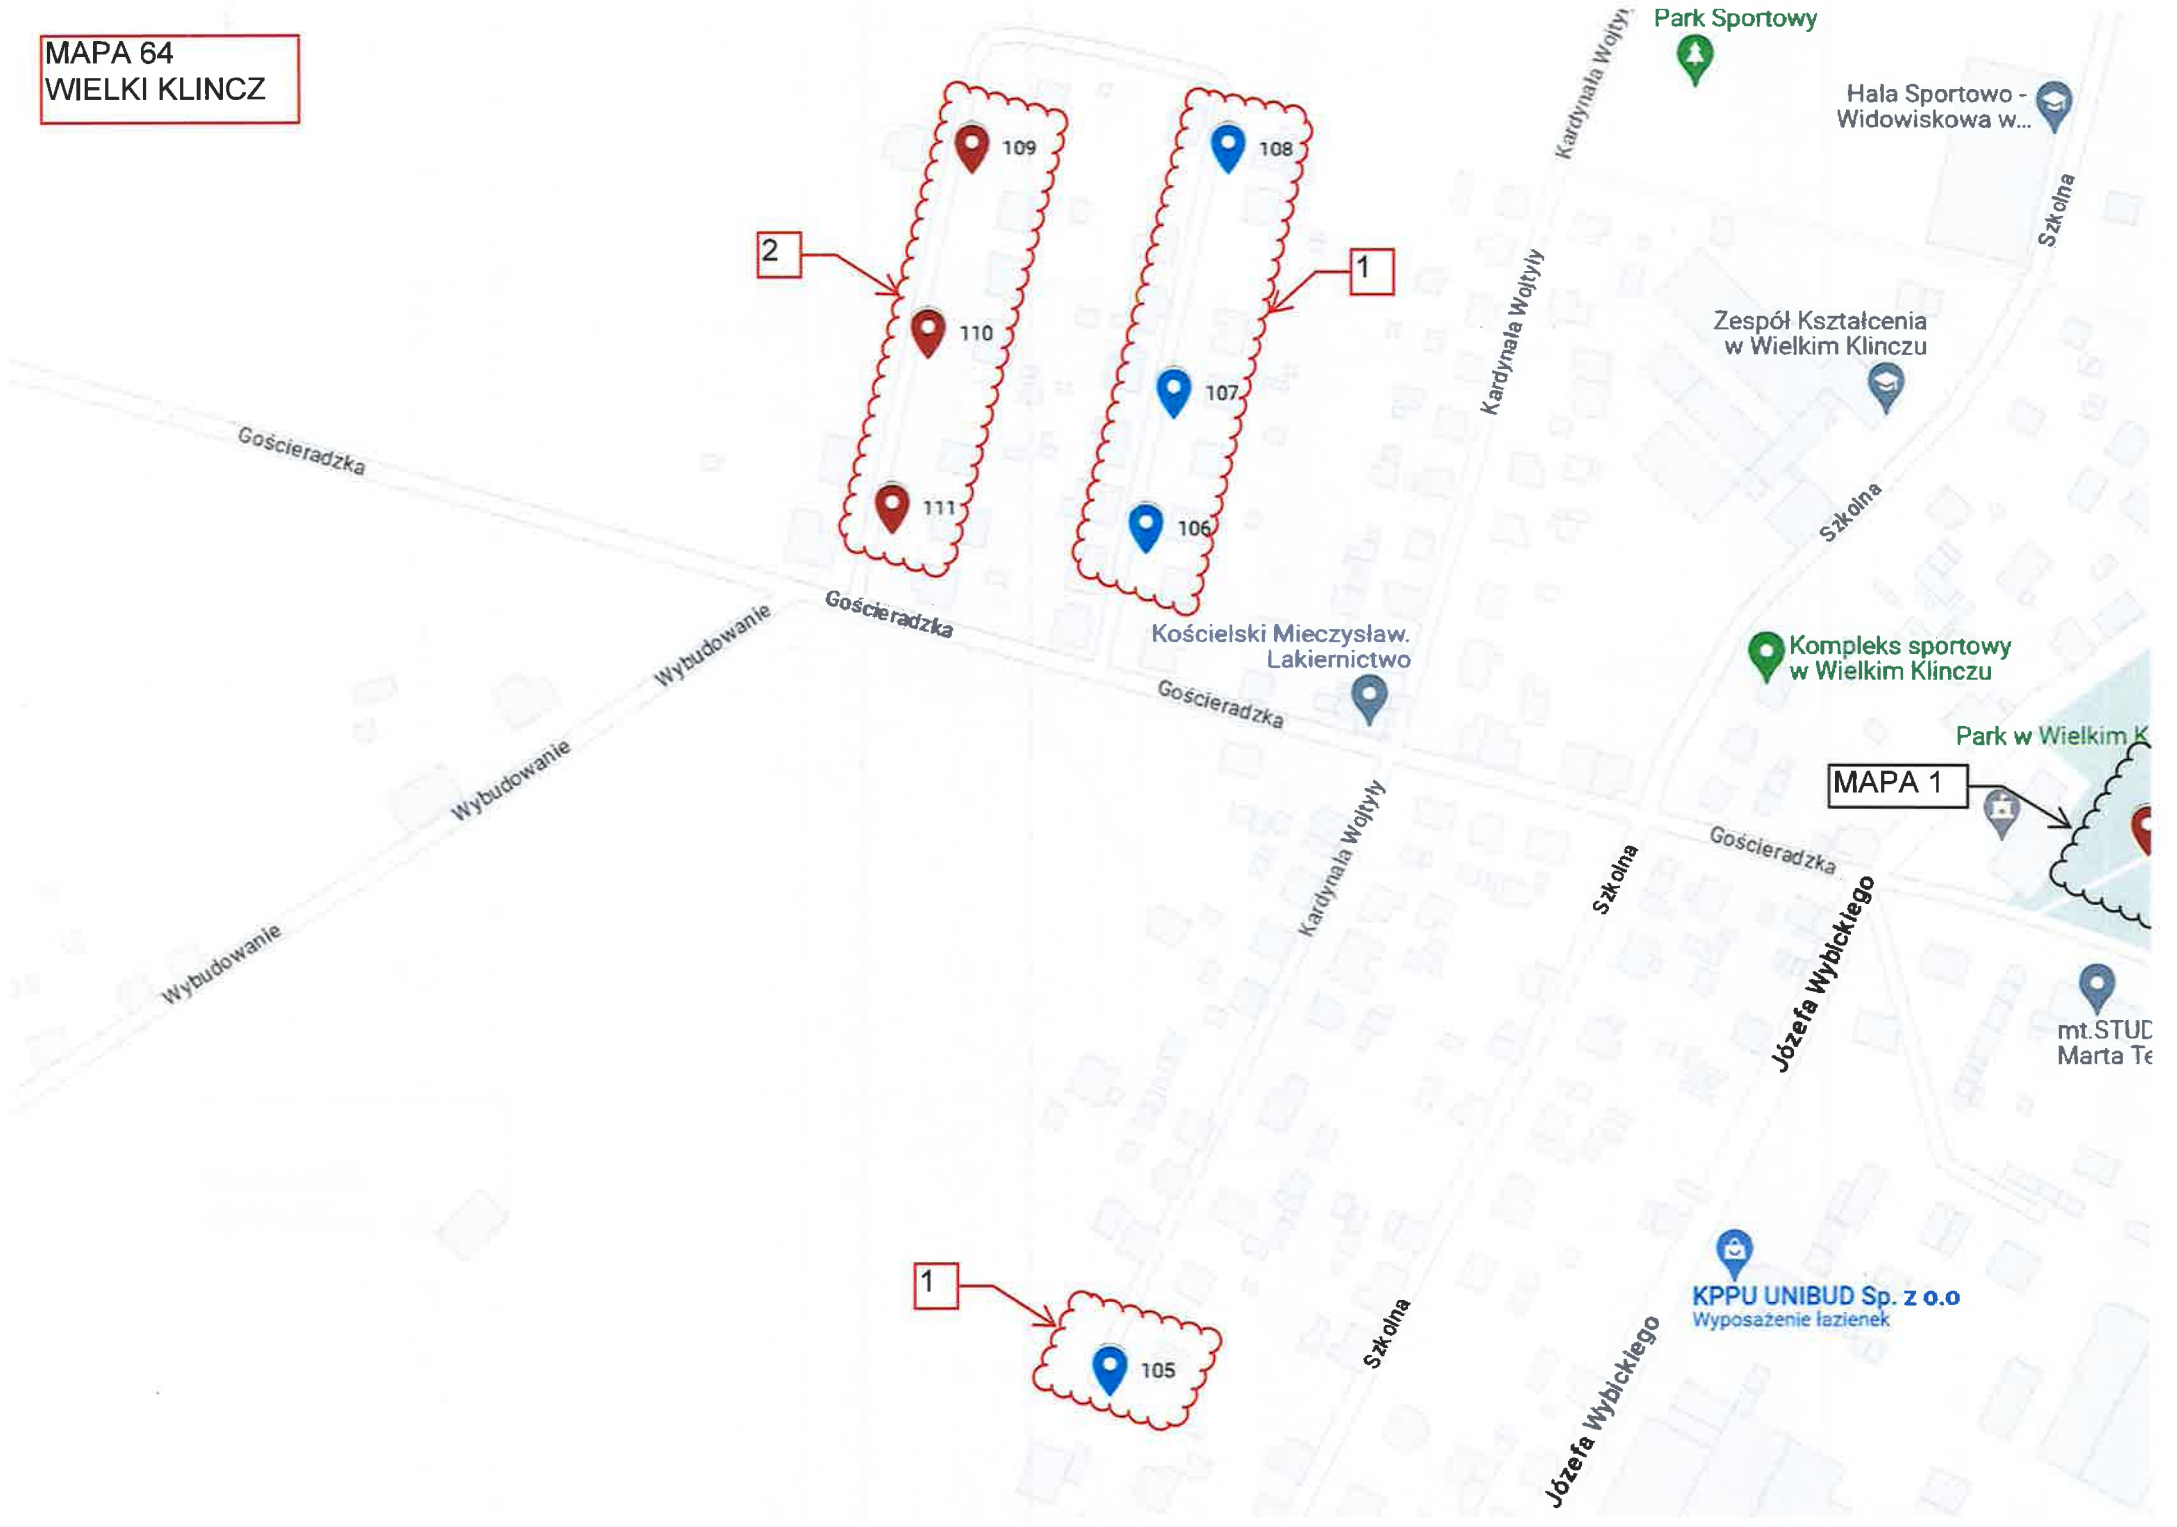 MAPA 64
WIELKI KLINCZ
Park Sportowy
Kardynała Wojtyły
Hala Sportowo -
Widowiskowa w...
109
108
Szkolna
2
1
Kardynała Wojtyły
110
Zespół Kształcenia
w Wielkim Klinczu
107
Gościeradzka
111
106
Szkolna
Gościeradzka
Wybudowanie
Kościelski Mieczysław.
Lakiernictwo
Kompleks sportowy
w Wielkim Klinczu
Gościeradzka
Park w Wielkim K
Wybudowanie
MAPA 1
Kardynała Wojtyły
Gościeradzka
Szkolna
Józefa Wybickiego
Wybudowanie
mt.STUD
Marta Te
1
KPPU UNIBUD Sp. z o.o
Wyposażenie łazienek
Szkolna
105
Józefa Wybickiego